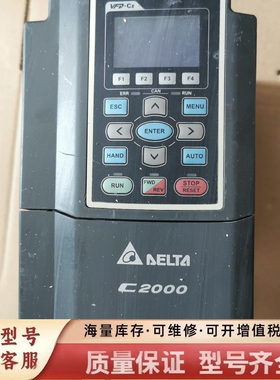 VFD-C2
F1 F2 F3 F4
ERR CAN RUN
ESC MENU
ENTER
HAND AUTO
RUN FWD REV STOP RESET
DELTA
C2000
型号 海量库存·可维修·可开增值税
客服 质量保证 型号齐